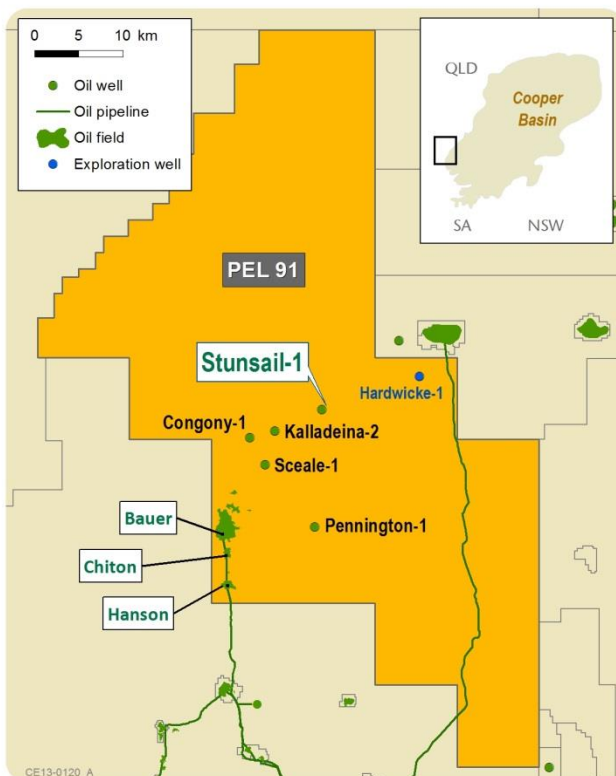 0 5 10 km
Oil well
Oil pipeline
Oil field
Exploration well
QLD
Cooper
Basin
SA NSW
PEL 91
Stunsail-1
Hardwicke-1
Congony-1
Kalladeina-2
Sceale-1
Bauer
Pennington-1
Chiton
Hanson
CE13-0120_A